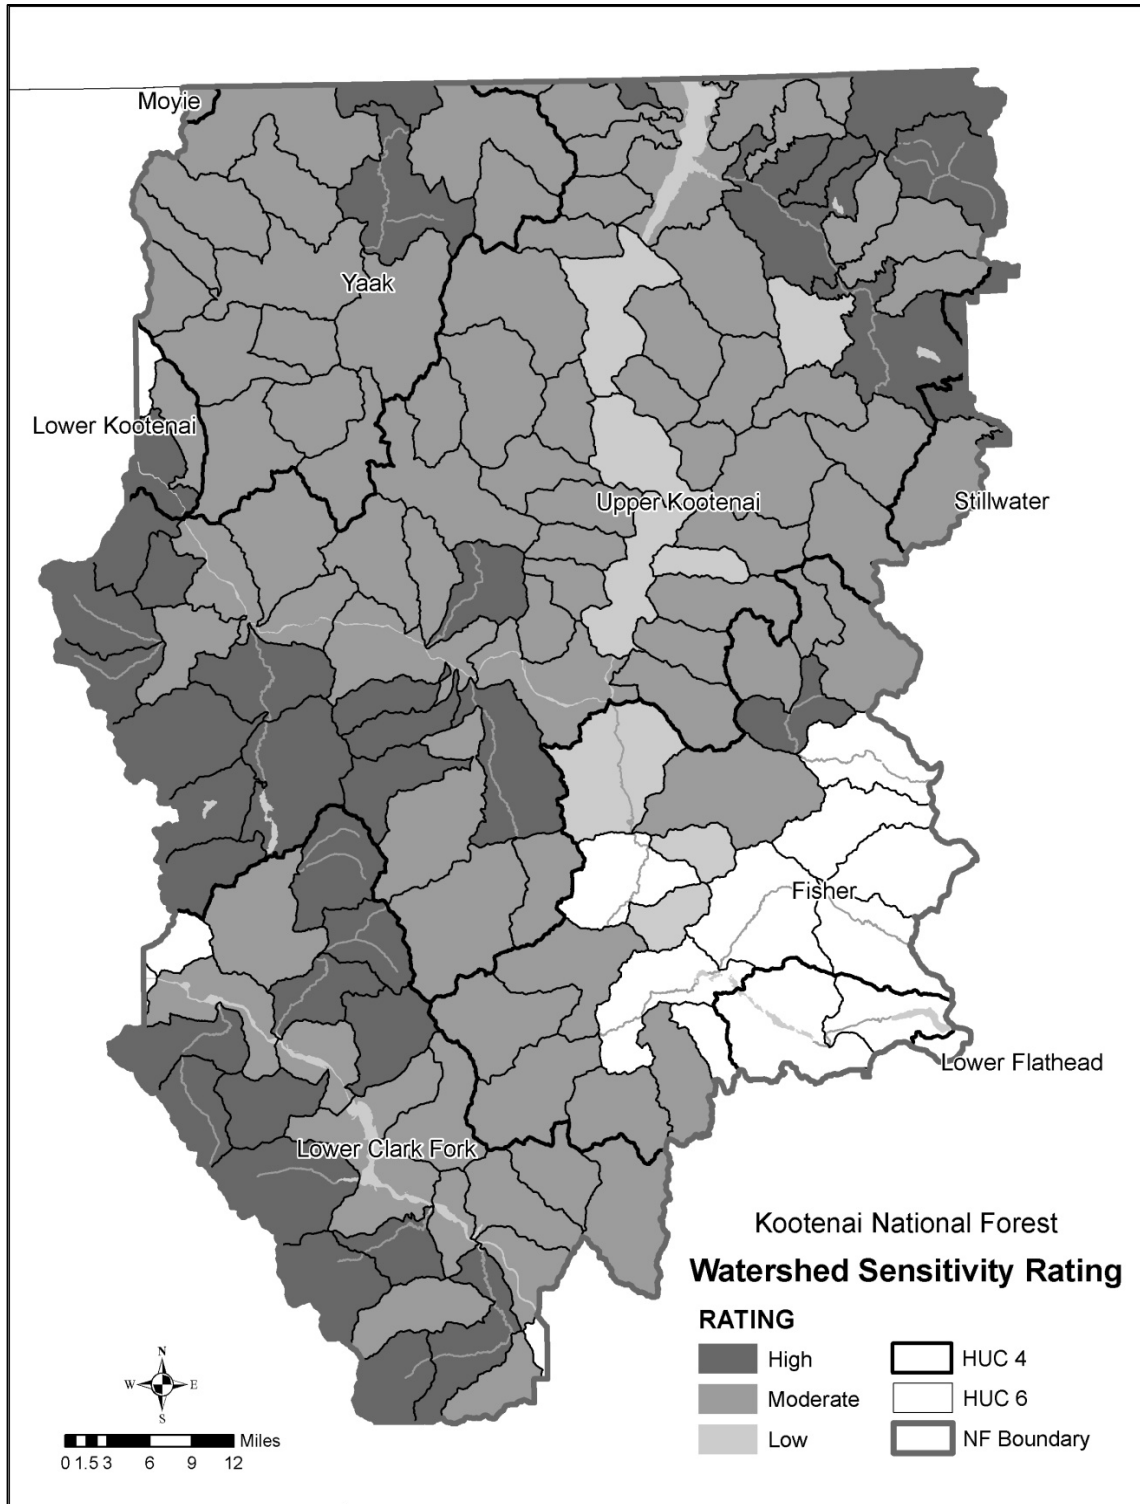 Moyie
Yaak
Lower Kootenai
Upper Kootenai
Stillwater
Fisher
Lower Flathead
Lower Clark Fork
Kootenai National Forest
Watershed Sensitivity Rating
RATING
High
Moderate
Low
HUC 4
HUC 6
NF Boundary
N
W E
S
Miles
0 1.5 3 6 9 12